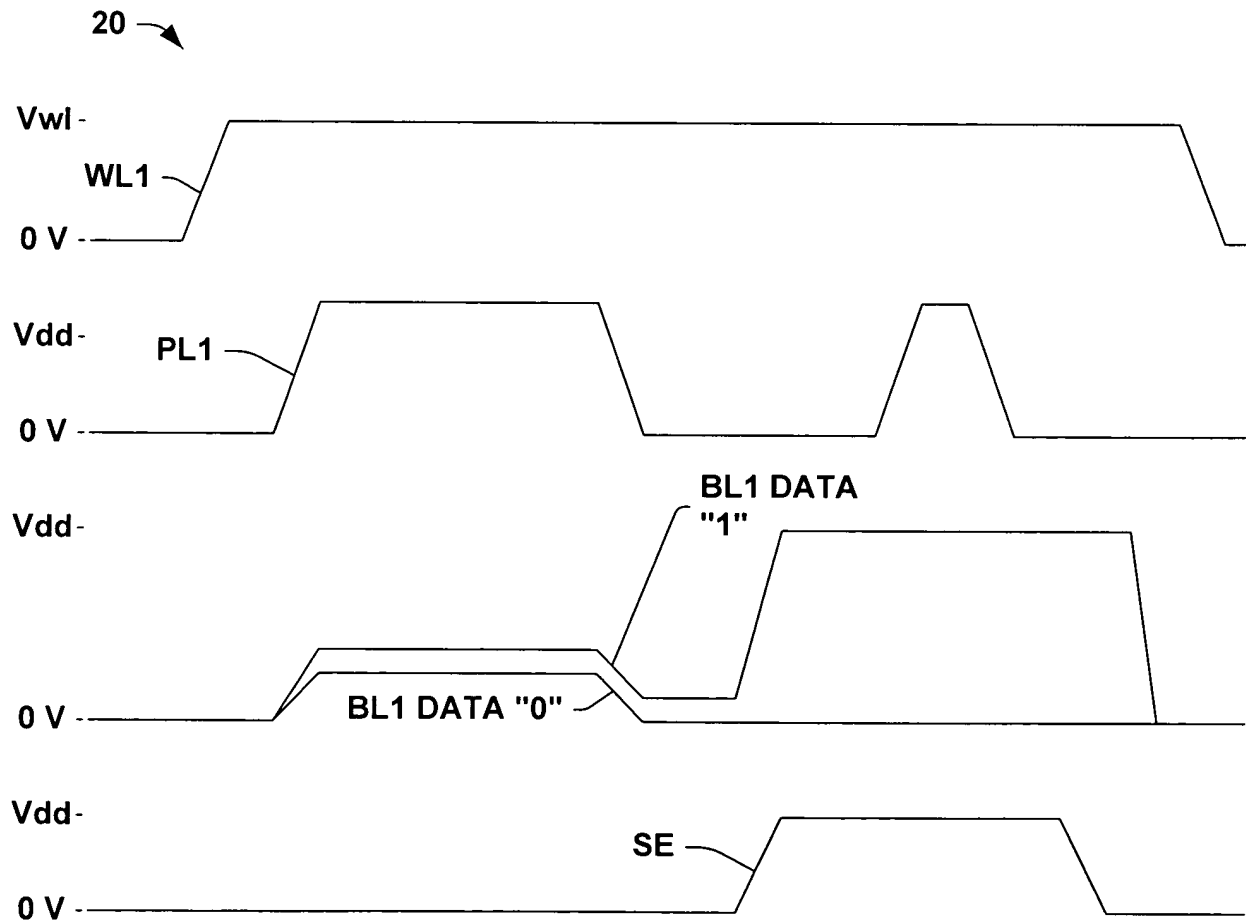 20
Vwl
WL1
0 V
Vdd
PL1
0 V
BL1 DATA
"1"
Vdd
BL1 DATA "0"
0 V
Vdd
SE
0 V